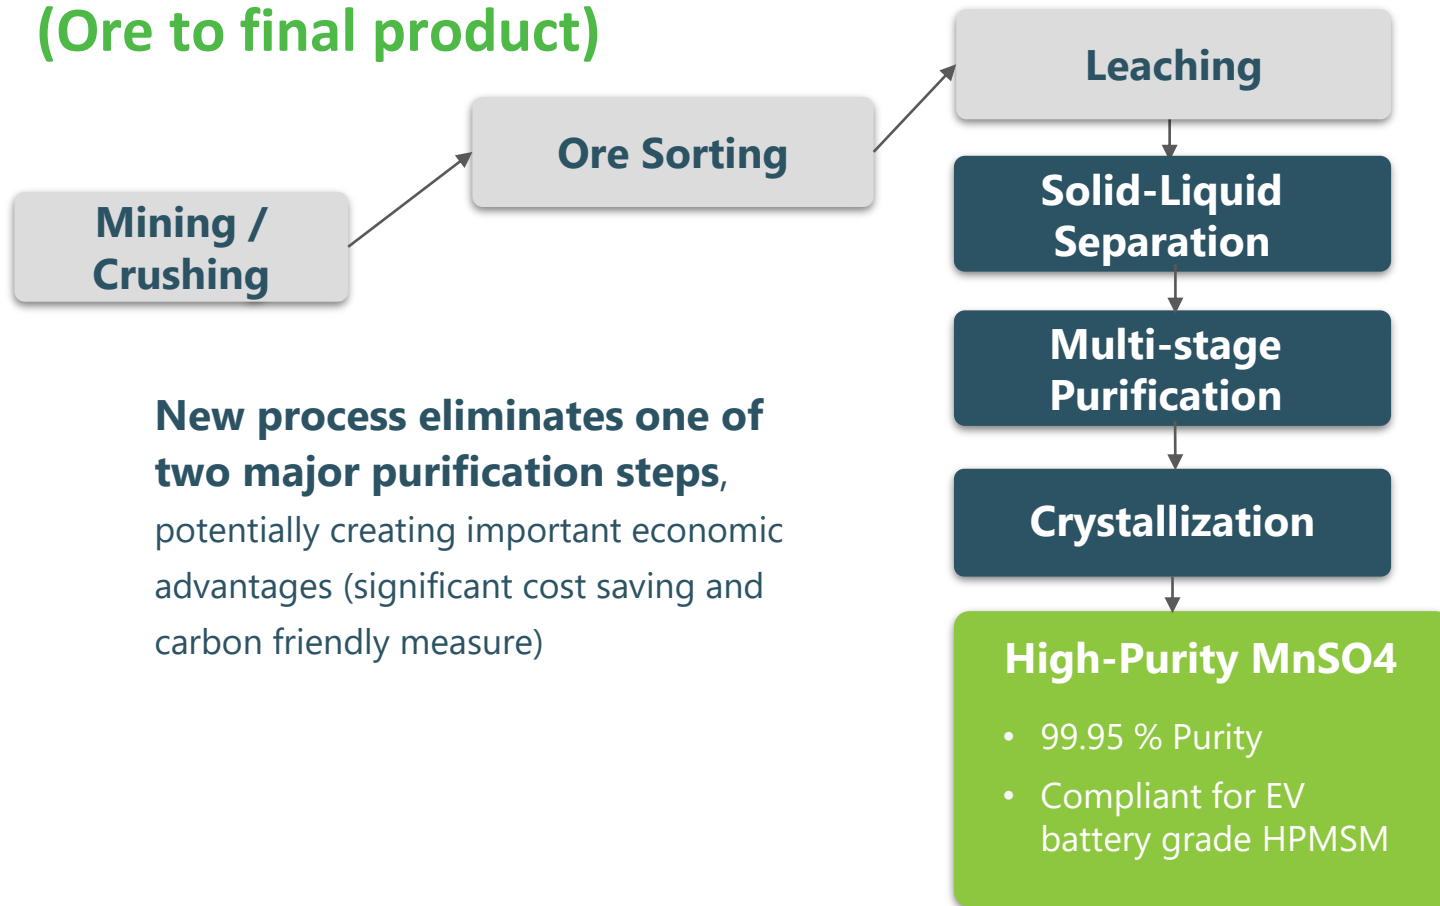 (Ore to final product)
Mining /
Crushing
Ore Sorting
Leaching
Solid-Liquid
Separation
Multi-stage
Purification
Crystallization
High-Purity MnSO4
• 99.95 % Purity
• Compliant for EV
battery grade HPMSM
New process eliminates one of
two major purification steps,
potentially creating important economic
advantages (significant cost saving and
carbon friendly measure)